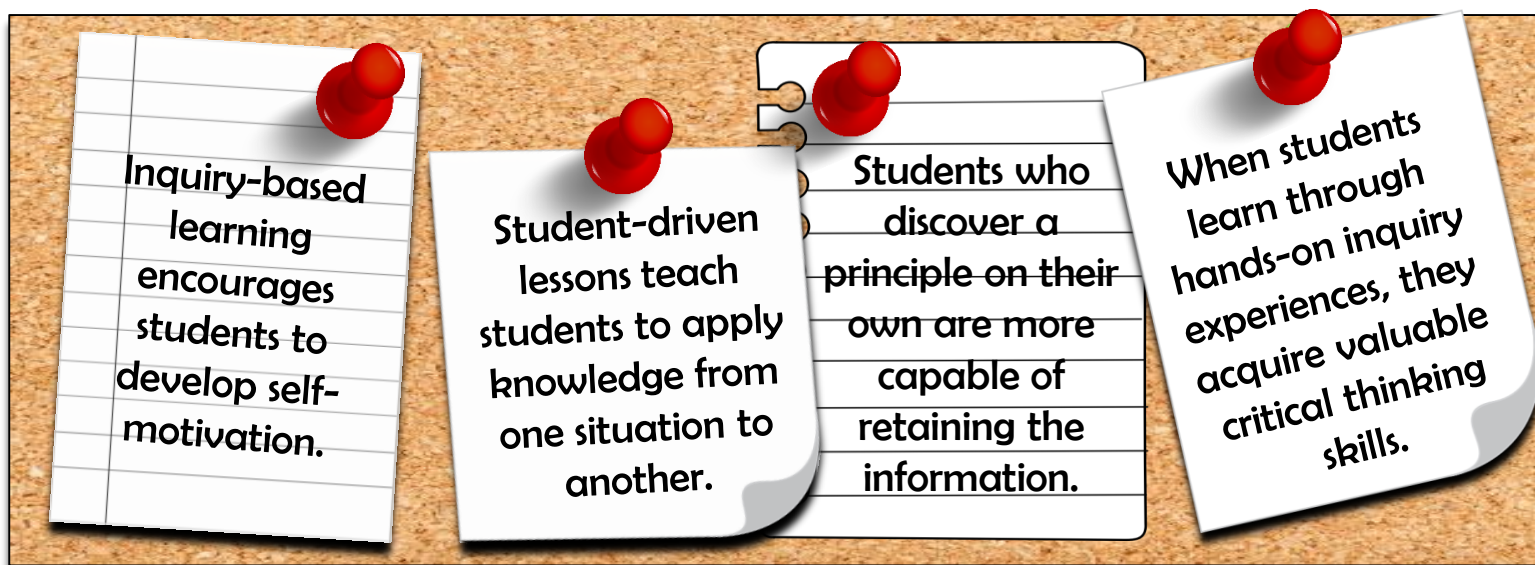 Inquiry-based
learning
encourages
students to
develop self-
motivation.
Student-driven
lessons teach
students to apply
knowledge from
one situation to
another.
Students who
discover a
principle on their
own are more
capable of
retaining the
information.
When students
learn through
hands-on inquiry
experiences, they
acquire valuable
critical thinking
skills.